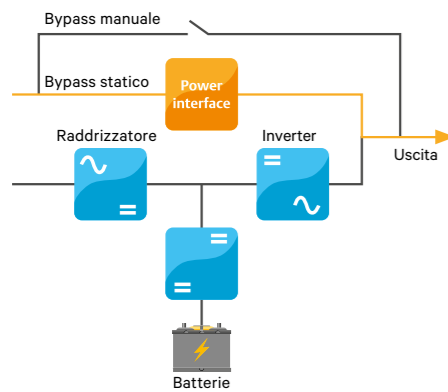 Bypass manuale
Bypass statico
Power
interface
Raddrizzatore
Inverter
Uscita
Batterie